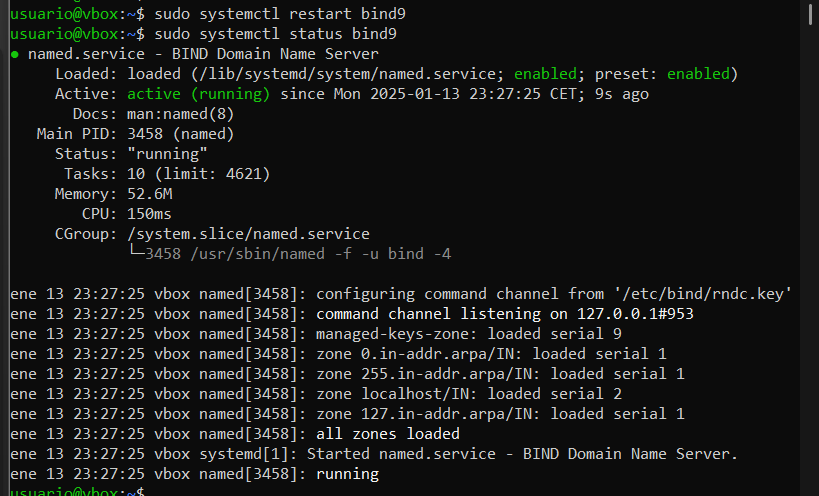 usuario@vbox:~$ sudo systemctl restart bind9
usuario@vbox:~$ sudo systemctl status bind9
● named.service - BIND Domain Name Server
Loaded: loaded (/lib/systemd/system/named.service; enabled; preset: enabled)
Active: active (running) since Mon 2025-01-13 23:27:25 CET; 9s ago
Docs: man:named(8)
Main PID: 3458 (named)
Status: "running"
Tasks: 10 (limit: 4621)
Memory: 52.6M
CPU: 150ms
CGroup: /system.slice/named.service
└─3458 /usr/sbin/named -f -u bind -4
ene 13 23:27:25 vbox named[3458]: configuring command channel from '/etc/bind/rndc.key'
ene 13 23:27:25 vbox named[3458]: command channel listening on 127.0.0.1#953
ene 13 23:27:25 vbox named[3458]: managed-keys-zone: loaded serial 9
ene 13 23:27:25 vbox named[3458]: zone 0.in-addr.arpa/IN: loaded serial 1
ene 13 23:27:25 vbox named[3458]: zone 255.in-addr.arpa/IN: loaded serial 1
ene 13 23:27:25 vbox named[3458]: zone localhost/IN: loaded serial 2
ene 13 23:27:25 vbox named[3458]: zone 127.in-addr.arpa/IN: loaded serial 1
ene 13 23:27:25 vbox named[3458]: all zones loaded
ene 13 23:27:25 vbox systemd[1]: Started named.service - BIND Domain Name Server.
ene 13 23:27:25 vbox named[3458]: running
usuario@vbox:~$